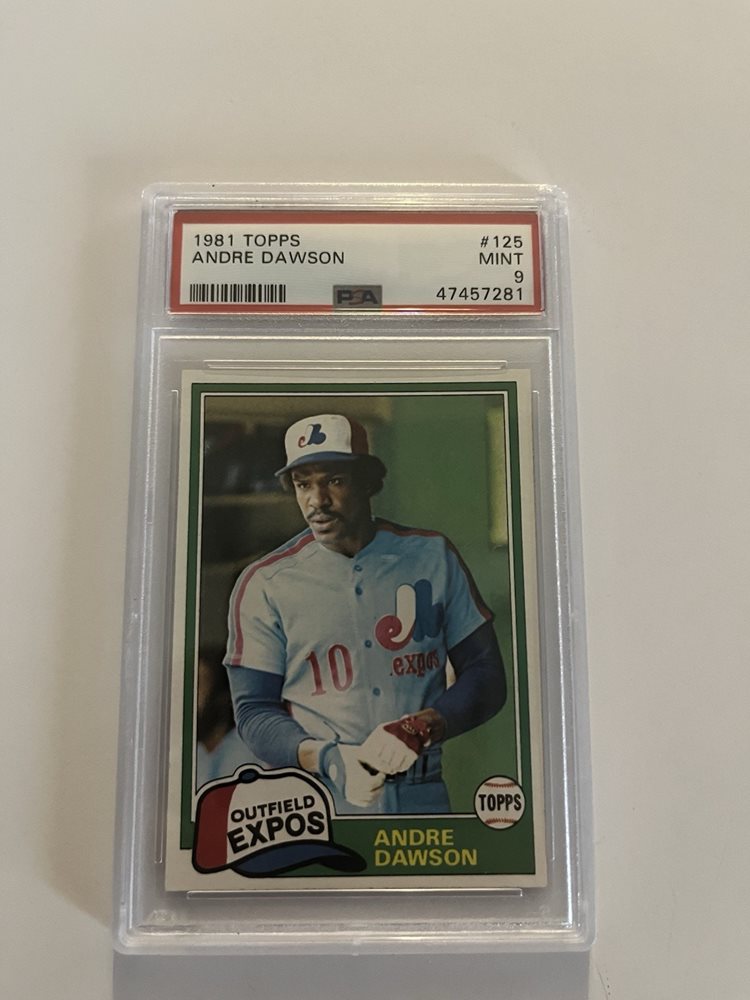 1981 TOPPS #125
ANDRE DAWSON MINT
9
PSA 47457281
10
expos
OUTFIELD
EXPOS
TOPPS
ANDRE
DAWSON